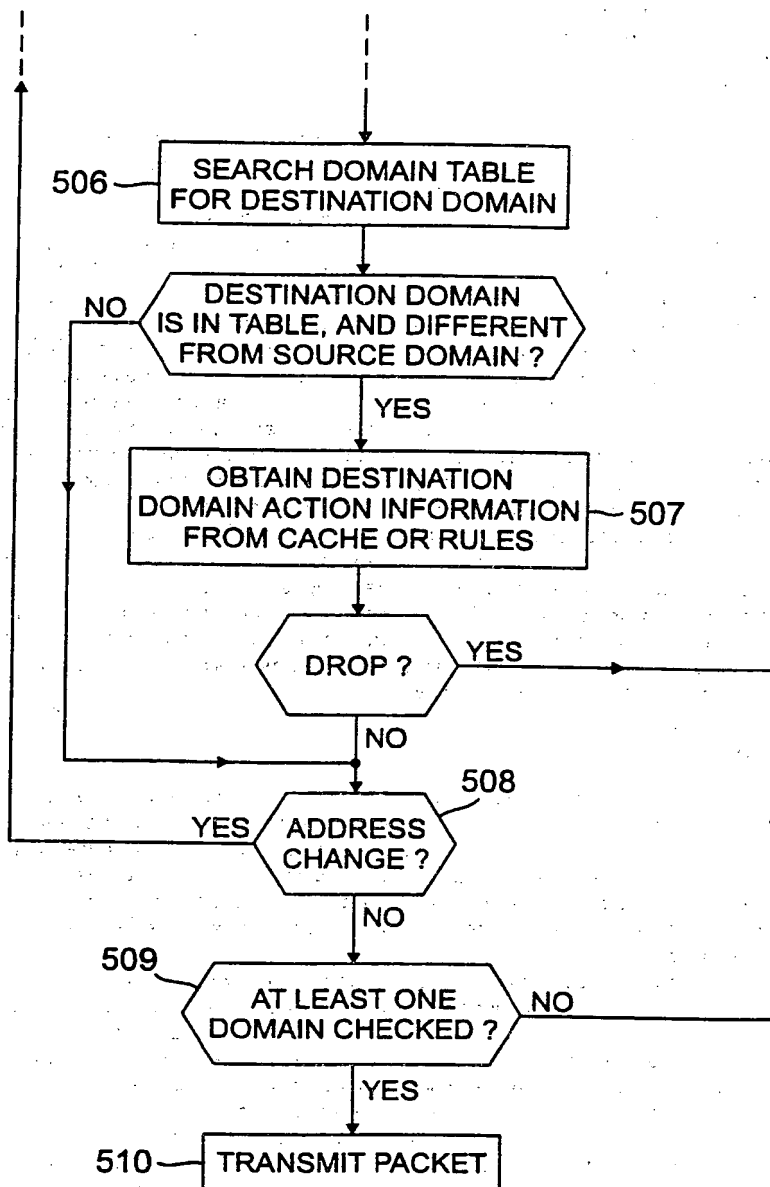 506
SEARCH DOMAIN TABLE
FOR DESTINATION DOMAIN
NO
DESTINATION DOMAIN
IS IN TABLE, AND DIFFERENT
FROM SOURCE DOMAIN ?
YES
OBTAIN DESTINATION
DOMAIN ACTION INFORMATION
FROM CACHE OR RULES
507
DROP ?
YES
NO
508
YES
ADDRESS
CHANGE ?
NO
509
AT LEAST ONE
DOMAIN CHECKED ?
NO
YES
510
TRANSMIT PACKET